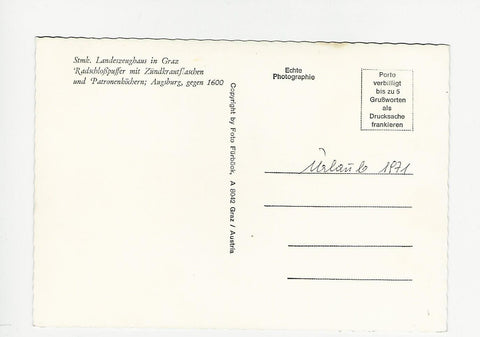 Stmk. Landeszeughaus in Graz
Radschloßpuffer mit Zündkrautflaschen
und Patronenköchern; Augsburg, gegen 1600
Copyright by Foto Fürböck, A 8042 Graz / Austria
Echte
Photographie
Porto
verbilligt
bis zu 5
Grußworten
als
Drucksache
frankieren
Urlaub 1971